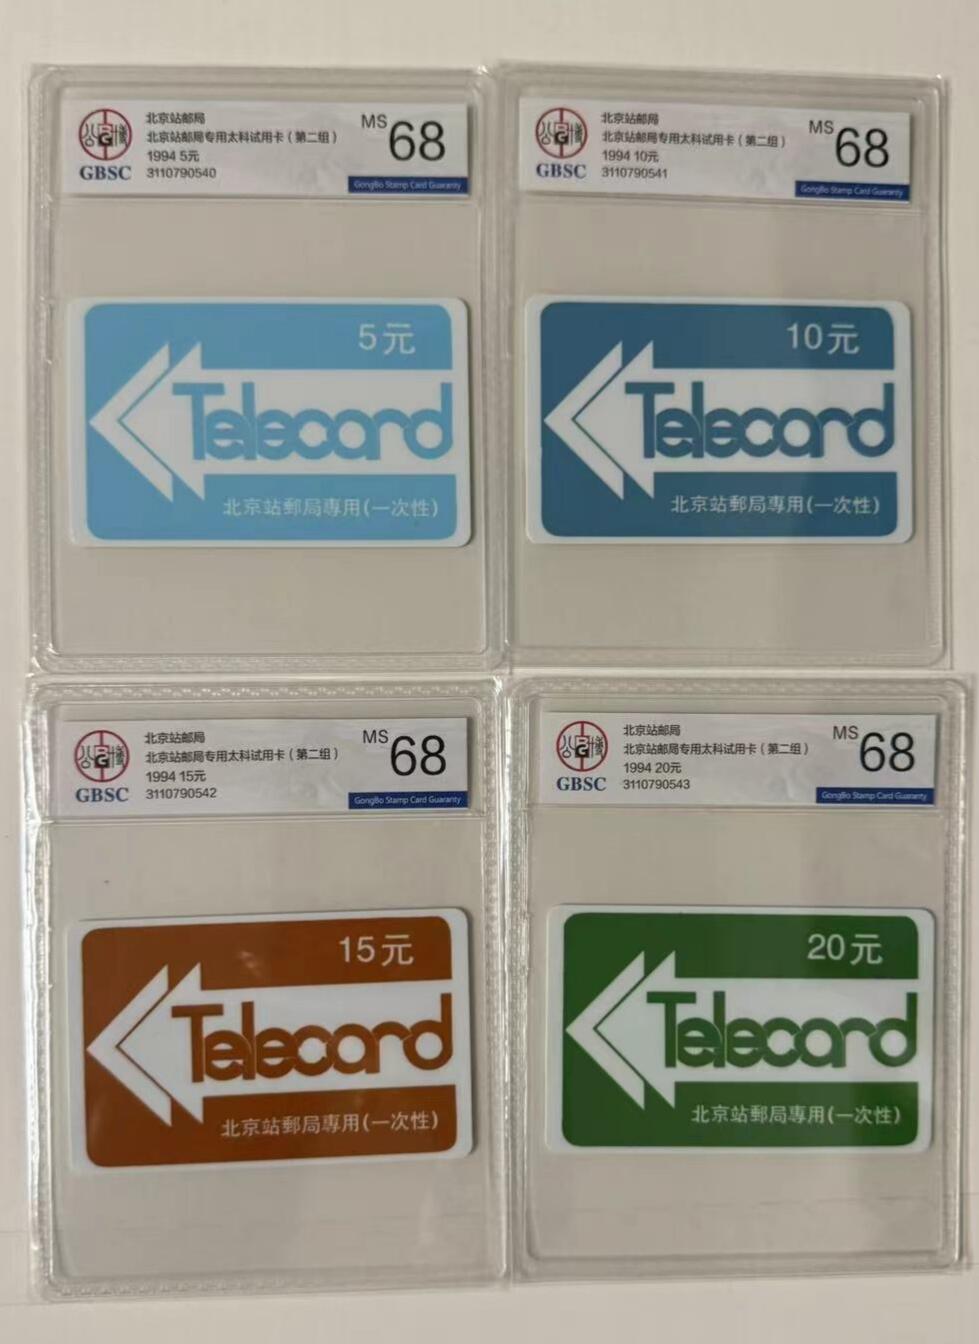 北京站邮局
北京站邮局专用太科试用卡（第二组）
1994 5元
3110790540
GBSC
MS 68
GongBo Stamp Card Guaranty
5元
Telecard
北京站郵局専用(一次性)
北京站邮局
北京站邮局专用太科试用卡（第二组）
1994 10元
3110790541
GBSC
MS 68
GongBo Stamp Card Guaranty
10元
Telecard
北京站郵局専用(一次性)
北京站邮局
北京站邮局专用太科试用卡（第二组）
1994 15元
3110790542
GBSC
MS 68
GongBo Stamp Card Guaranty
15元
Telecard
北京站郵局専用(一次性)
北京站邮局
北京站邮局专用太科试用卡（第二组）
1994 20元
3110790543
GBSC
MS 68
GongBo Stamp Card Guaranty
20元
Telecard
北京站郵局専用(一次性)